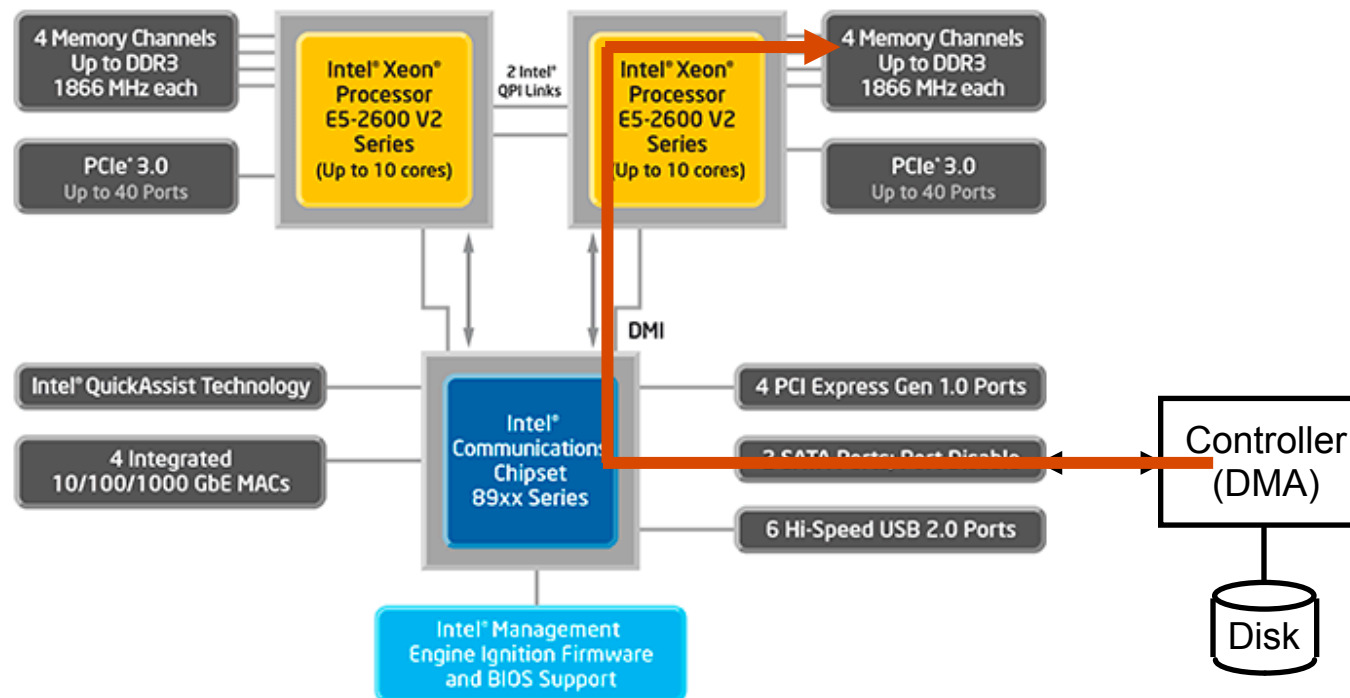 4 Memory Channels
Up to DDR3
1866 MHz each
PCIe* 3.0
Up to 40 Ports
Intel® Xeon®
Processor
E5-2600 V2
Series
(Up to 10 cores)
2 Intel®
QPI Links
Intel® Xeon®
Processor
E5-2600 V2
Series
(Up to 10 cores)
4 Memory Channels
Up to DDR3
1866 MHz each
PCIe* 3.0
Up to 40 Ports
DMI
Intel® QuickAssist Technology
4 Integrated
10/100/1000 GbE MACs
Intel®
Communications
Chipset
89xx Series
4 PCI Express Gen 1.0 Ports
2 SATA Ports; Port Disable
6 Hi-Speed USB 2.0 Ports
Controller
(DMA)
Disk
Intel® Management
Engine Ignition Firmware
and BIOS Support